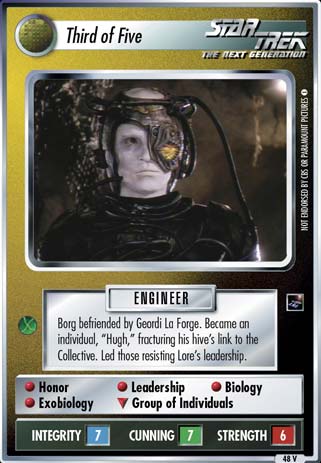 Third of Five
STAR TREK
THE NEXT GENERATION
NOT ENDORSED BY CBS OR PARAMOUNT PICTURES
ENGINEER
Borg befriended by Geordi La Forge. Became an
individual, "Hugh," fracturing his hive's link to the
Collective. Led those resisting Lore's leadership.
Honor Leadership Biology
Exobiology Group of Individuals
INTEGRITY 7 CUNNING 7 STRENGTH 6
48 V